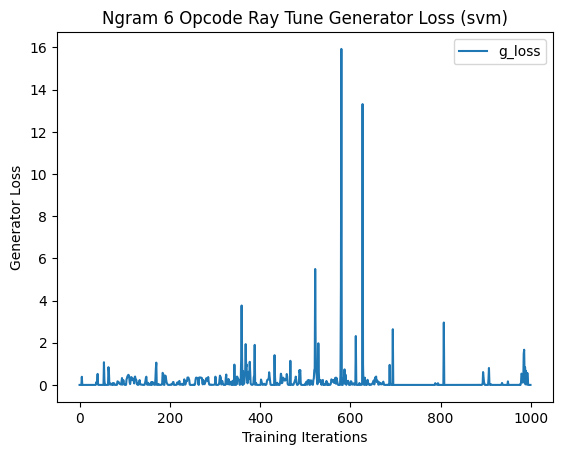 Ngram 6 Opcode Ray Tune Generator Loss (svm)
g_loss
Generator Loss
16
14
12
10
8
6
4
2
0
0 200 400 600 800 1000
Training Iterations